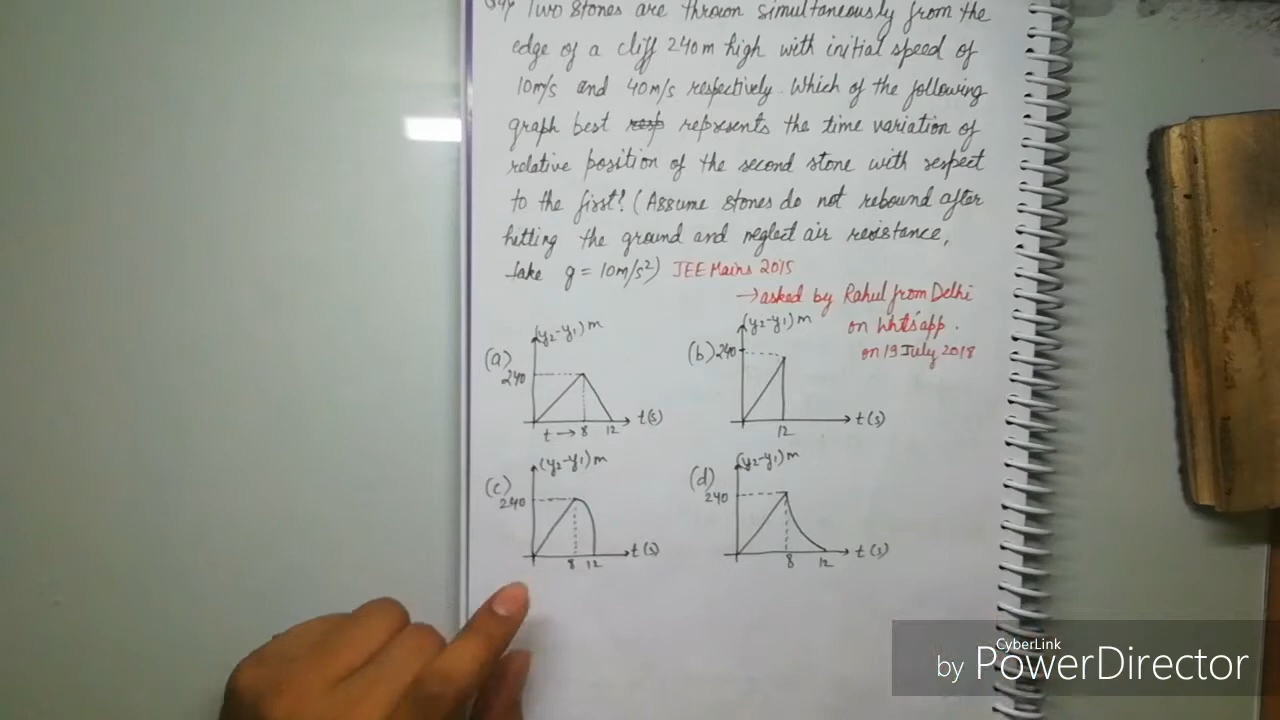 Two stones are thrown simultaneously from the
edge of a cliff 240m high with initial speed of
10m/s and 40m/s respectively. Which of the following
graph best resp represents the time variation of
relative position of the second stone with respect
to the first? (Assume stones do not rebound after
hitting the ground and neglect air resistance,
take g = 10m/s²) JEE Mains 2015
→ asked by Rahul from Delhi
on Whts'app.
on 19 July 2018
(a) (y₂-y₁)m
240
t → 8 12 t(s)
(b) (y₂-y₁)m
240
12 t(s)
(c) (y₂-y₁)m
240
8 12 t(s)
(d) (y₂-y₁)m
240
8 12 t(s)
CyberLink
by PowerDirector